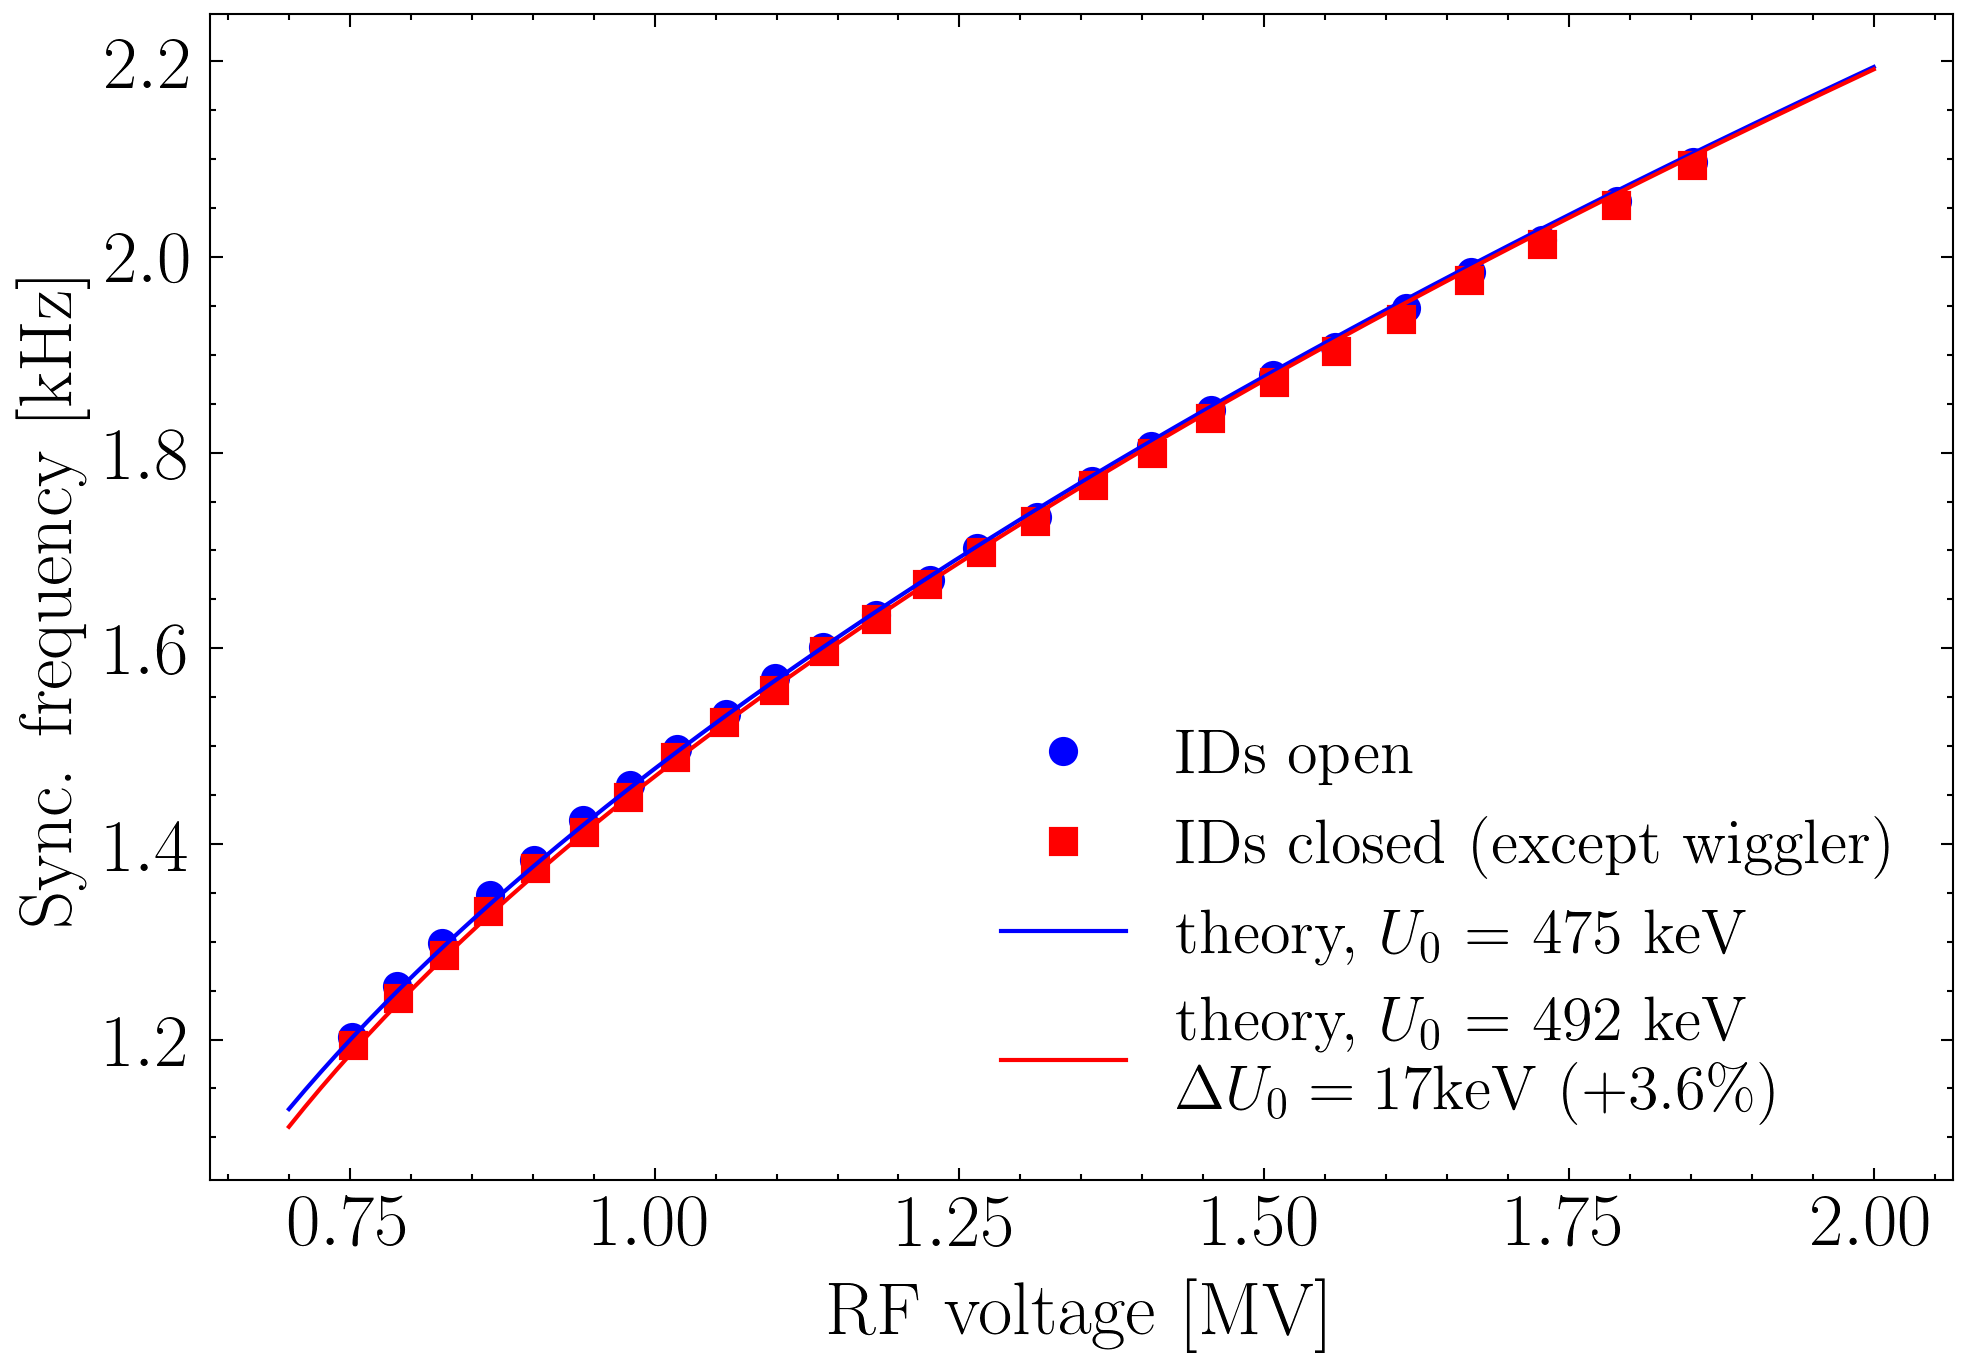 Sync. frequency [kHz]
2.2
2.0
1.8
1.6
1.4
1.2
IDs open
IDs closed (except wiggler)
theory, U₀ = 475 keV
theory, U₀ = 492 keV
ΔU₀ = 17keV (+3.6%)
0.75 1.00 1.25 1.50 1.75 2.00
RF voltage [MV]